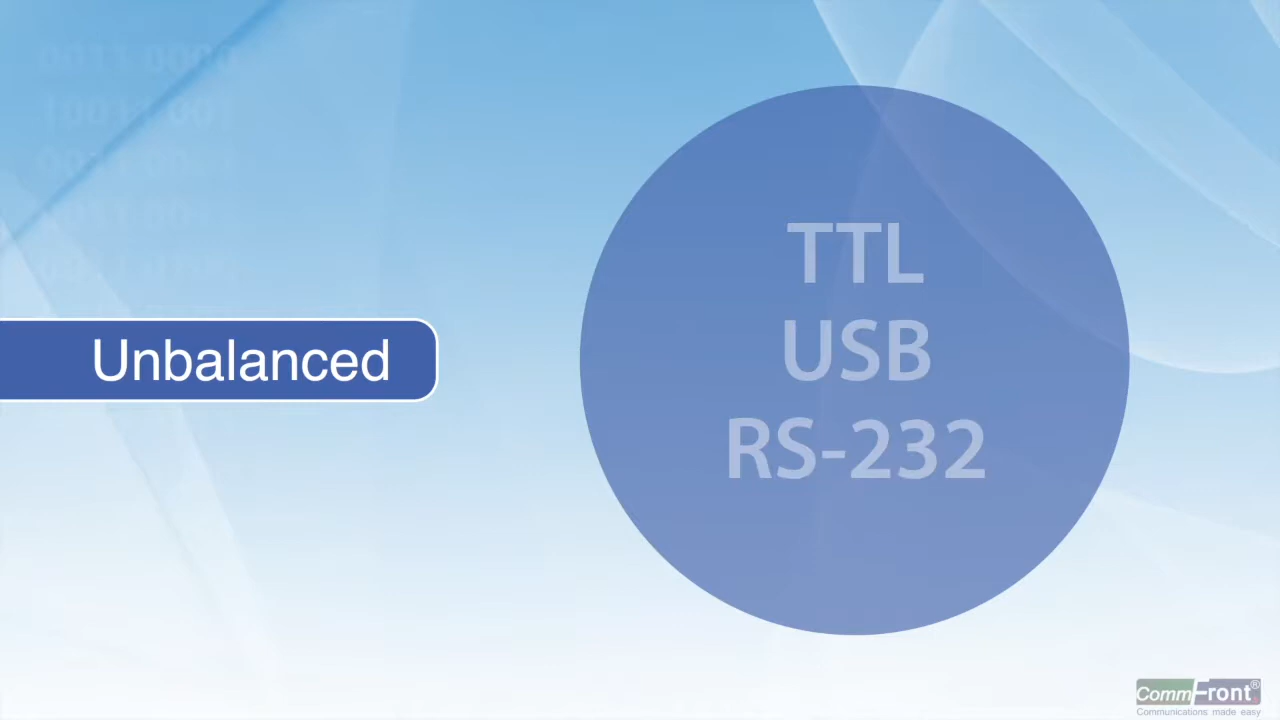 Unbalanced
TTL
USB
RS-232
CommFront®
Communications made easy